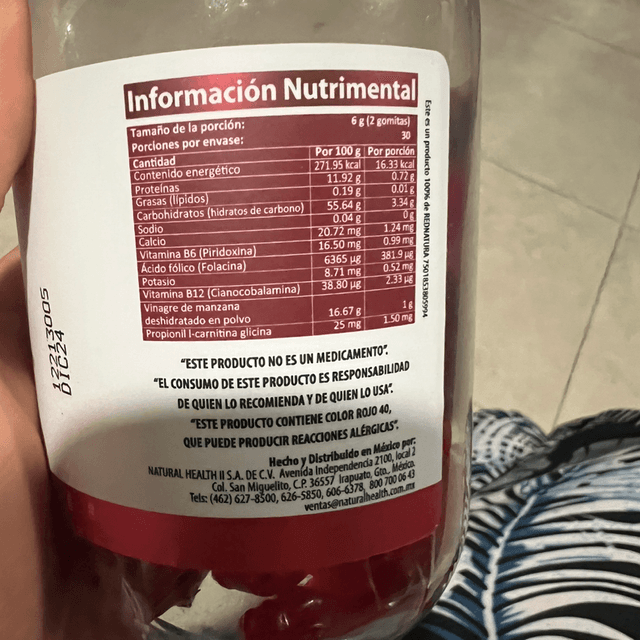 Información Nutrimental
Tamaño de la porción: 6 g (2 gomitas)
Porciones por envase: 30
Cantidad Por 100 g Por porción
Contenido energético 271.95 kcal 16.33 kcal
Proteínas 11.92 g 0.72 g
Grasas (lípidos) 0.19 g 0.01 g
Carbohidratos (hidratos de carbono) 55.64 g 3.34 g
Sodio 0.04 g 0 g
Calcio 20.72 mg 1.24 mg
Vitamina B6 (Piridoxina) 16.50 mg 0.99 mg
Ácido fólico (Folacina) 6365 µg 381.9 µg
Potasio 8.71 mg 0.52 mg
Vitamina B12 (Cianocobalamina) 38.80 µg 2.33 µg
Vinagre de manzana
deshidratado en polvo 16.67 g 1 g
Propionil l-carnitina glicina 25 mg 1.50 mg
"ESTE PRODUCTO NO ES UN MEDICAMENTO".
"EL CONSUMO DE ESTE PRODUCTO ES RESPONSABILIDAD
DE QUIEN LO RECOMIENDA Y DE QUIEN LO USA".
"ESTE PRODUCTO CONTIENE COLOR ROJO 40,
QUE PUEDE PRODUCIR REACCIONES ALÉRGICAS".
Hecho y Distribuido en México por:
NATURAL HEALTH II S.A. DE C.V. Avenida Independencia 2100, local 2
Col. San Miguelito, C.P. 36557 Irapuato, Gto., México.
Tels: (462) 627-8500, 626-5850, 606-6378, 800 700 06 43
ventas@naturalhealth.com.mx
Este es un producto 100% de REDNATURA 7501853805994
12213005
DIC24